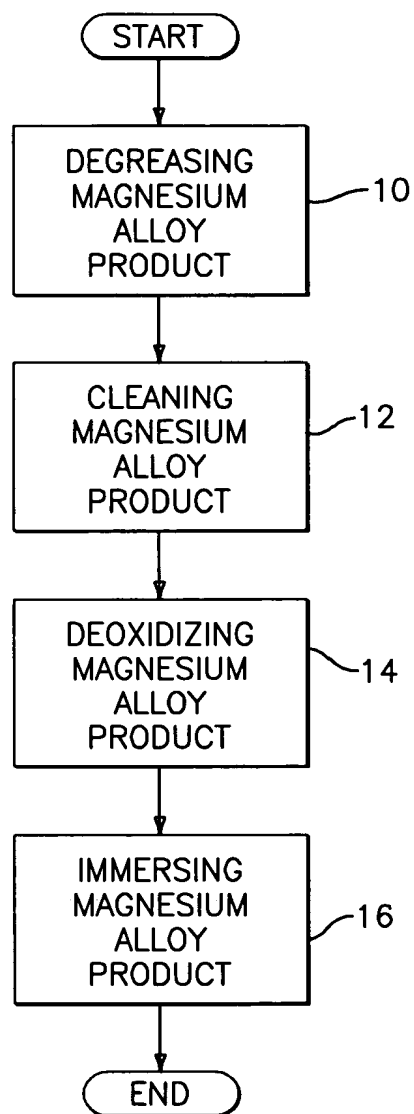 START
DEGREASING
MAGNESIUM
ALLOY
PRODUCT
10
CLEANING
MAGNESIUM
ALLOY
PRODUCT
12
DEOXIDIZING
MAGNESIUM
ALLOY
PRODUCT
14
IMMERSING
MAGNESIUM
ALLOY
PRODUCT
16
END